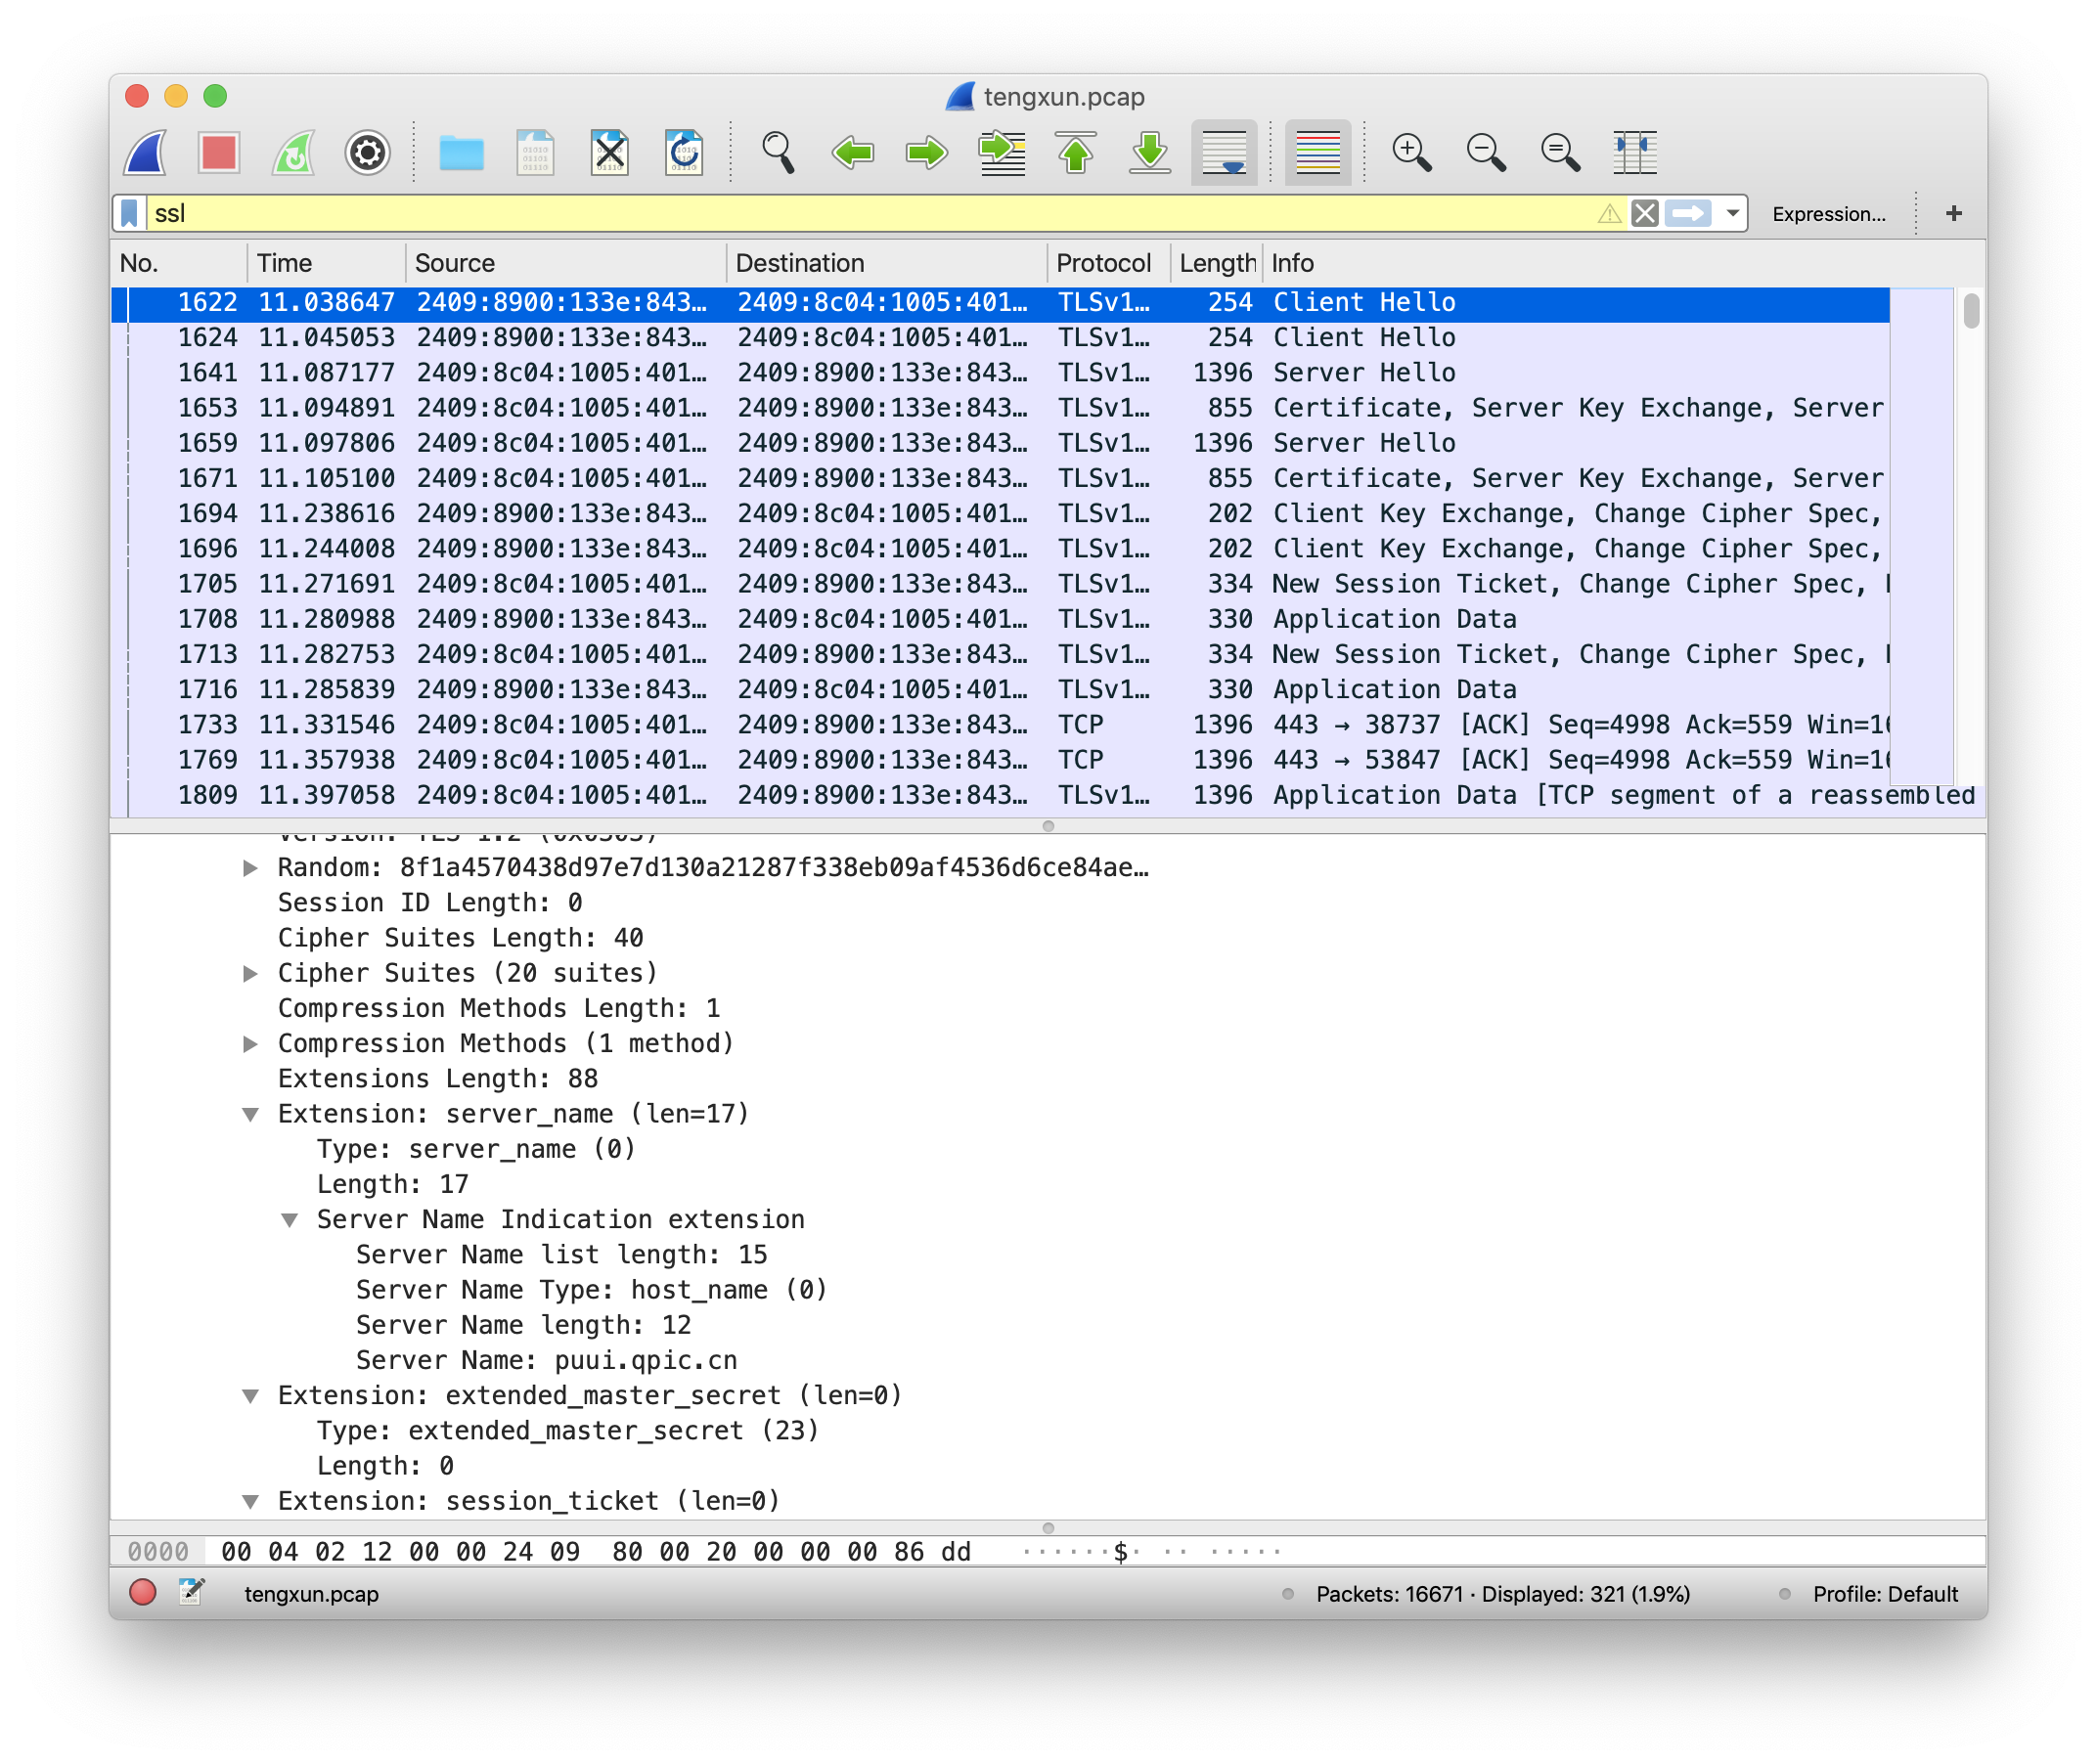 tengxun.pcap
ssl
Expression... +
No. Time Source Destination Protocol Length Info
1622 11.038647 2409:8900:133e:843… 2409:8c04:1005:401… TLSv1… 254 Client Hello
1624 11.045053 2409:8900:133e:843… 2409:8c04:1005:401… TLSv1… 254 Client Hello
1641 11.087177 2409:8c04:1005:401… 2409:8900:133e:843… TLSv1… 1396 Server Hello
1653 11.094891 2409:8c04:1005:401… 2409:8900:133e:843… TLSv1… 855 Certificate, Server Key Exchange, Server
1659 11.097806 2409:8c04:1005:401… 2409:8900:133e:843… TLSv1… 1396 Server Hello
1671 11.105100 2409:8c04:1005:401… 2409:8900:133e:843… TLSv1… 855 Certificate, Server Key Exchange, Server
1694 11.238616 2409:8900:133e:843… 2409:8c04:1005:401… TLSv1… 202 Client Key Exchange, Change Cipher Spec,
1696 11.244008 2409:8900:133e:843… 2409:8c04:1005:401… TLSv1… 202 Client Key Exchange, Change Cipher Spec,
1705 11.271691 2409:8c04:1005:401… 2409:8900:133e:843… TLSv1… 334 New Session Ticket, Change Cipher Spec,
1708 11.280988 2409:8900:133e:843… 2409:8c04:1005:401… TLSv1… 330 Application Data
1713 11.282753 2409:8c04:1005:401… 2409:8900:133e:843… TLSv1… 334 New Session Ticket, Change Cipher Spec,
1716 11.285839 2409:8900:133e:843… 2409:8c04:1005:401… TLSv1… 330 Application Data
1733 11.331546 2409:8c04:1005:401… 2409:8900:133e:843… TCP 1396 443 → 38737 [ACK] Seq=4998 Ack=559 Win=16
1769 11.357938 2409:8c04:1005:401… 2409:8900:133e:843… TCP 1396 443 → 53847 [ACK] Seq=4998 Ack=559 Win=16
1809 11.397058 2409:8c04:1005:401… 2409:8900:133e:843… TLSv1… 1396 Application Data [TCP segment of a reassembled
Version: TLS 1.2 (0x0303)
Random: 8f1a4570438d97e7d130a21287f338eb09af4536d6ce84ae…
Session ID Length: 0
Cipher Suites Length: 40
Cipher Suites (20 suites)
Compression Methods Length: 1
Compression Methods (1 method)
Extensions Length: 88
Extension: server_name (len=17)
Type: server_name (0)
Length: 17
Server Name Indication extension
Server Name list length: 15
Server Name Type: host_name (0)
Server Name length: 12
Server Name: puui.qpic.cn
Extension: extended_master_secret (len=0)
Type: extended_master_secret (23)
Length: 0
Extension: session_ticket (len=0)
0000 00 04 02 12 00 00 24 09 80 00 20 00 00 00 86 dd ······$· ·· ·····
tengxun.pcap Packets: 16671 · Displayed: 321 (1.9%) Profile: Default